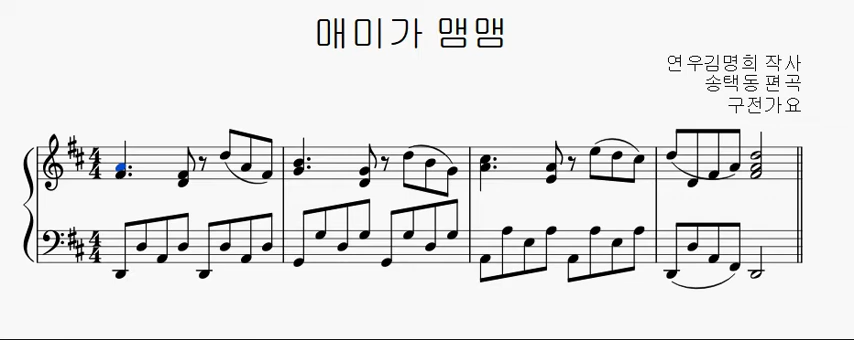 매미가 맴맴
연우김명희 작사
송택동 편곡
구전가요